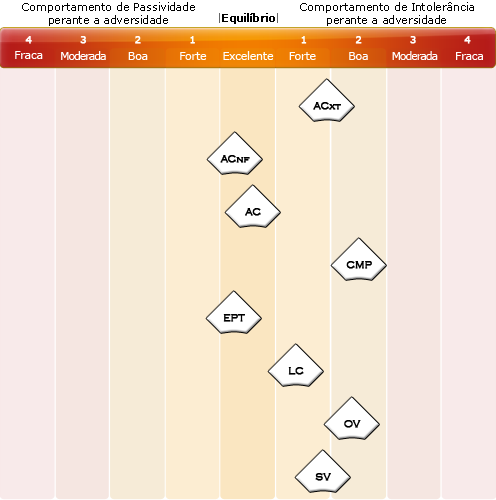 Comportamento de Passividade
perante a adversidade
|Equilíbrio|
Comportamento de Intolerância
perante a adversidade
4 3 2 1 1 2 3 4
Fraca Moderada Boa Forte Excelente Forte Boa Moderada Fraca
ACXT
ACNF
AC
CMP
EPT
LC
OV
SV